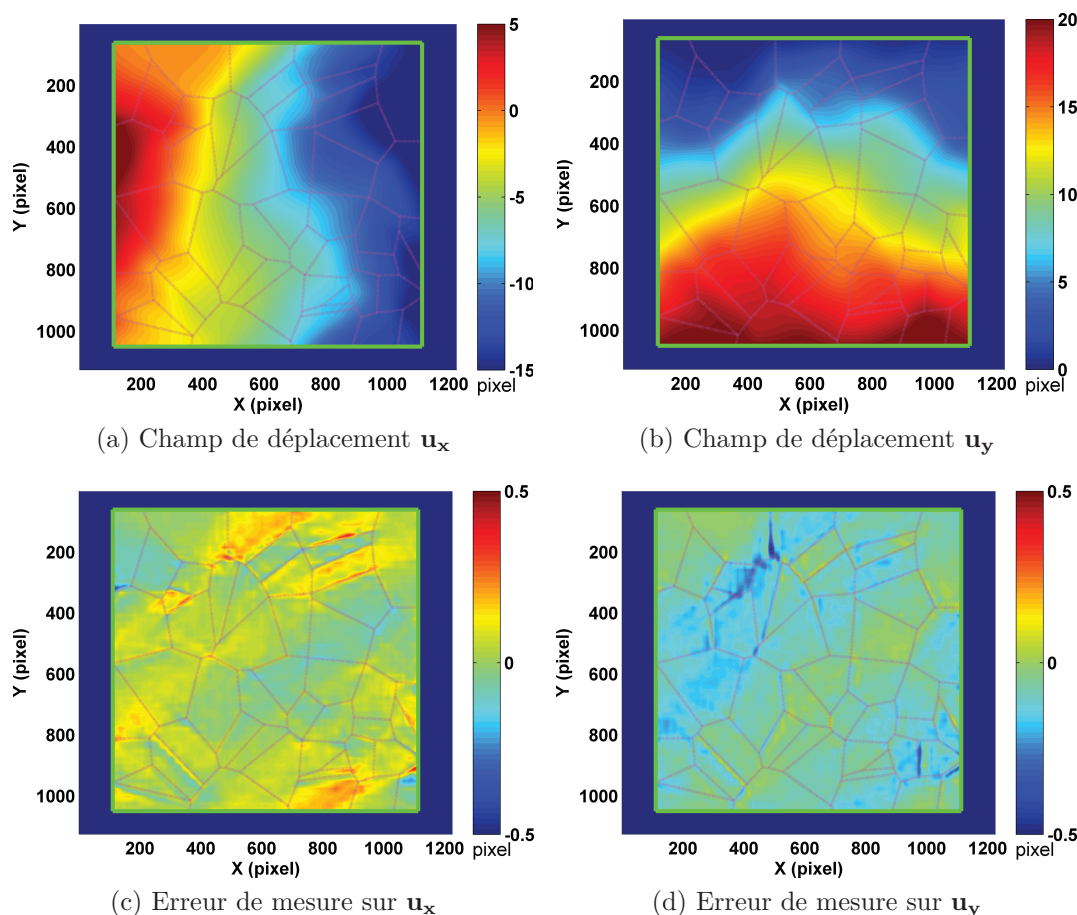 5
0
-5
-10
-15
pixel
200
400
600
800
1000
Y (pixel)
200 400 600 800 1000 1200
X (pixel)
(a) Champ de déplacement ux
20
15
10
5
0
pixel
200
400
600
800
1000
Y (pixel)
200 400 600 800 1000 1200
X (pixel)
(b) Champ de déplacement uy
0.5
0
-0.5
pixel
200
400
600
800
1000
Y (pixel)
200 400 600 800 1000 1200
X (pixel)
(c) Erreur de mesure sur ux
0.5
0
-0.5
pixel
200
400
600
800
1000
Y (pixel)
200 400 600 800 1000 1200
X (pixel)
(d) Erreur de mesure sur uy